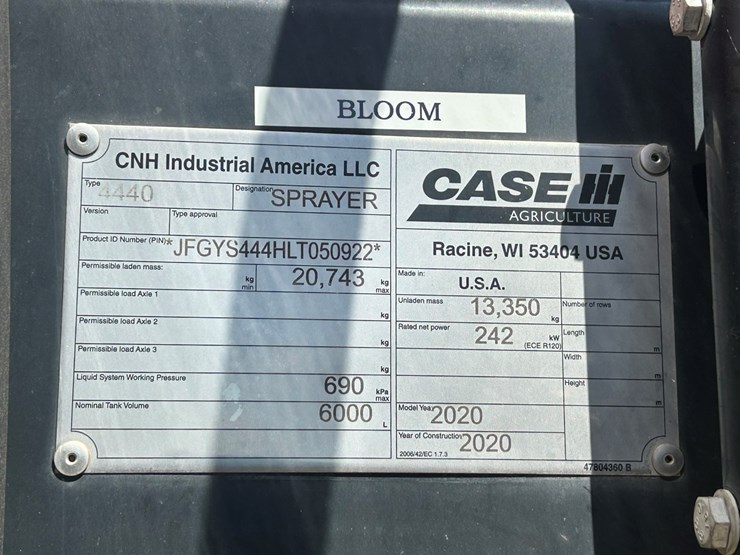 BLOOM
CNH Industrial America LLC
Type 4440
Designation SPRAYER
Version
Type approval
Product ID Number (PIN) *JFGYS444HLT050922*
Permissible laden mass: kg min 20,743 kg max
Permissible load Axle 1 kg
Permissible load Axle 2 kg
Permissible load Axle 3 kg
Liquid System Working Pressure 690 kPa max
Nominal Tank Volume 6000 L
CASE IH
AGRICULTURE
Racine, WI 53404 USA
Made in: U.S.A.
Unladen mass 13,350 kg
Number of rows
Rated net power 242 kW (ECE R120)
Length m
Width m
Height m
Model Year 2020
Year of Construction 2020
2006/42/EC 1.7.3
47804360 B